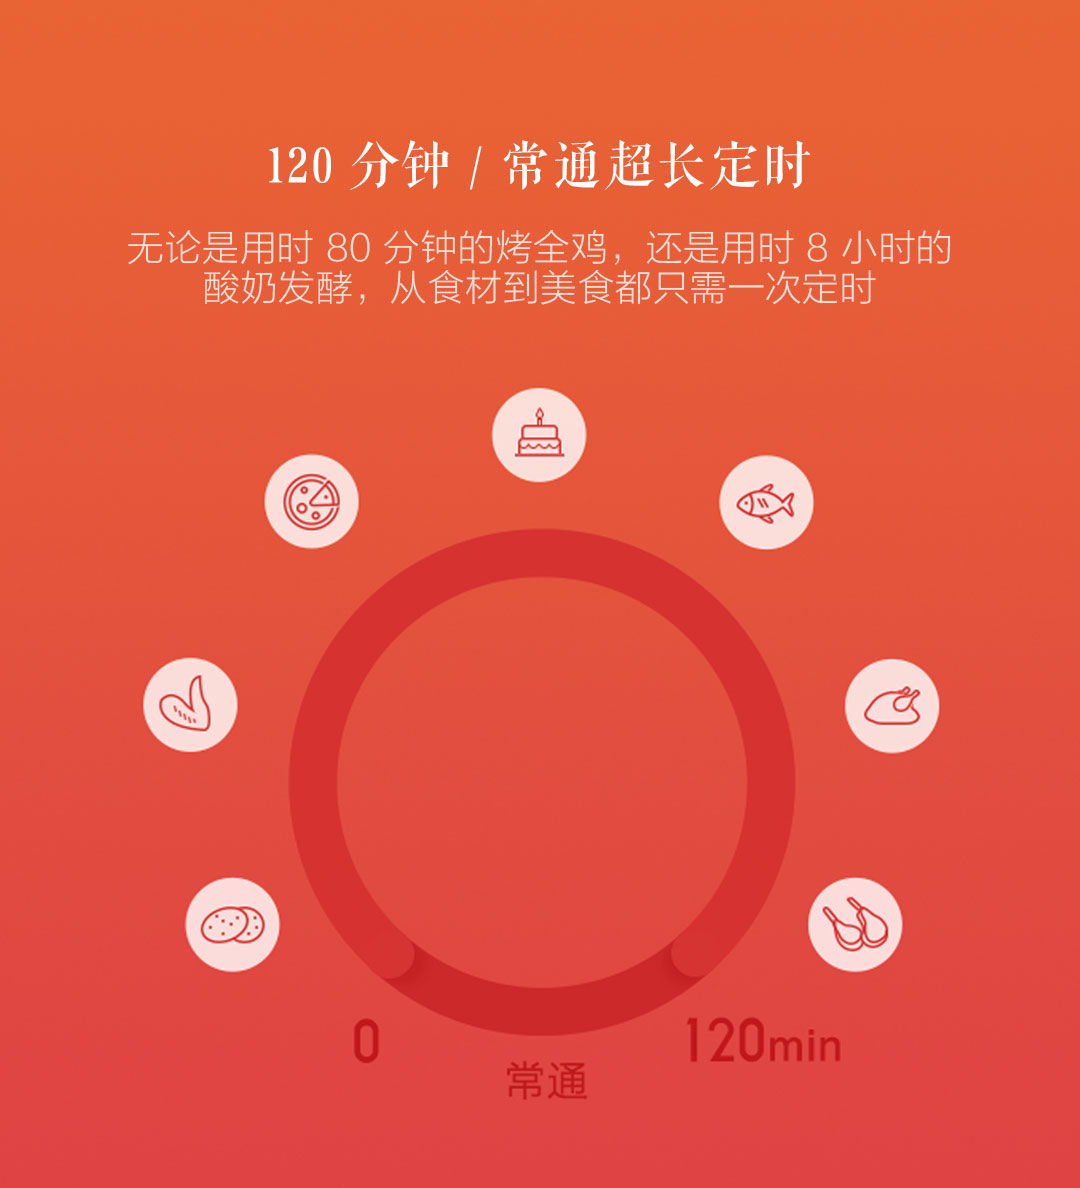 120 分钟 / 常通超长定时
无论是用时 80 分钟的烤全鸡，还是用时 8 小时的
酸奶发酵，从食材到美食都只需一次定时
0
120min
常通